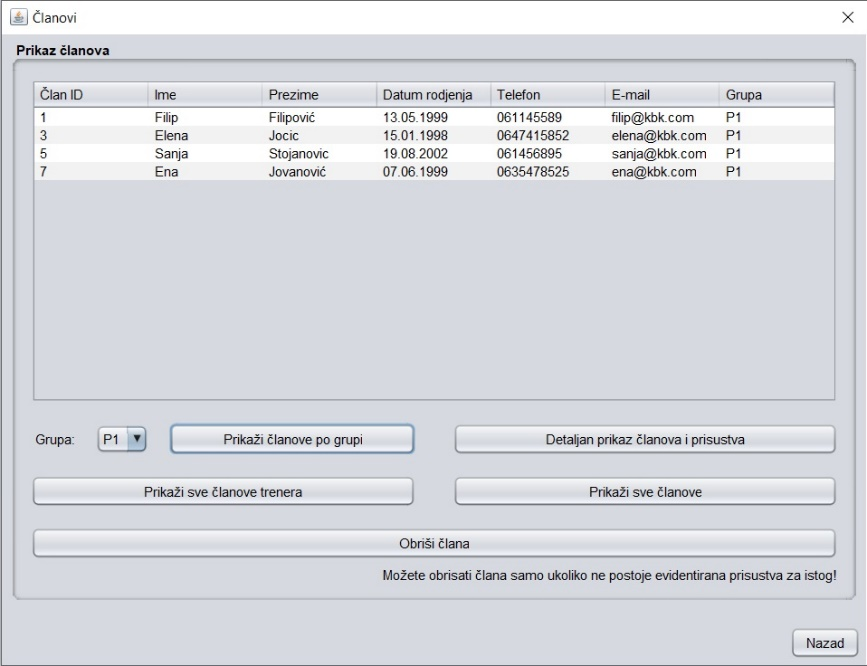 Članovi
Prikaz članova
Član ID Ime Prezime Datum rodjenja Telefon E-mail Grupa
1 Filip Filipović 13.05.1999 061145589 filip@kbk.com P1
3 Elena Jocic 15.01.1998 0647415852 elena@kbk.com P1
5 Sanja Stojanovic 19.08.2002 061456895 sanja@kbk.com P1
7 Ena Jovanović 07.06.1999 0635478525 ena@kbk.com P1
Grupa: P1 Prikaži članove po grupi Detaljan prikaz članova i prisustva
Prikaži sve članove trenera Prikaži sve članove
Obriši člana
Možete obrisati člana samo ukoliko ne postoje evidentirana prisustva za istog!
Nazad